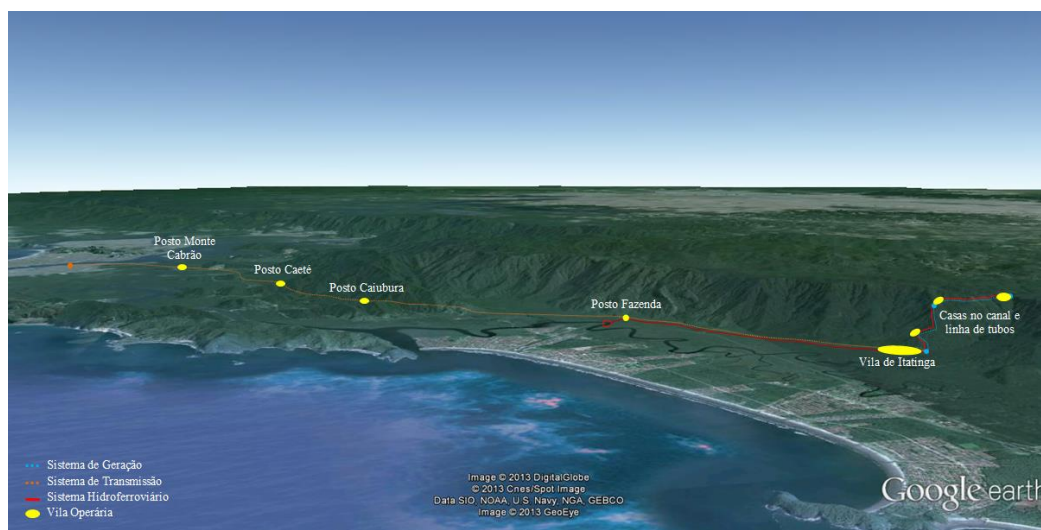 Posto Monte
Cabrão
Posto Caeté
Posto Caiubura
Posto Fazenda
Casas no canal e
linha de tubos
Vila de Itatinga
Sistema de Geração
Sistema de Transmissão
Sistema Hidroferroviário
Vila Operária
Image © 2013 DigitalGlobe
© 2013 Cnes/Spot Image
Data SIO, NOAA, U.S. Navy, NGA, GEBCO
Image © 2013 GeoEye
Google earth